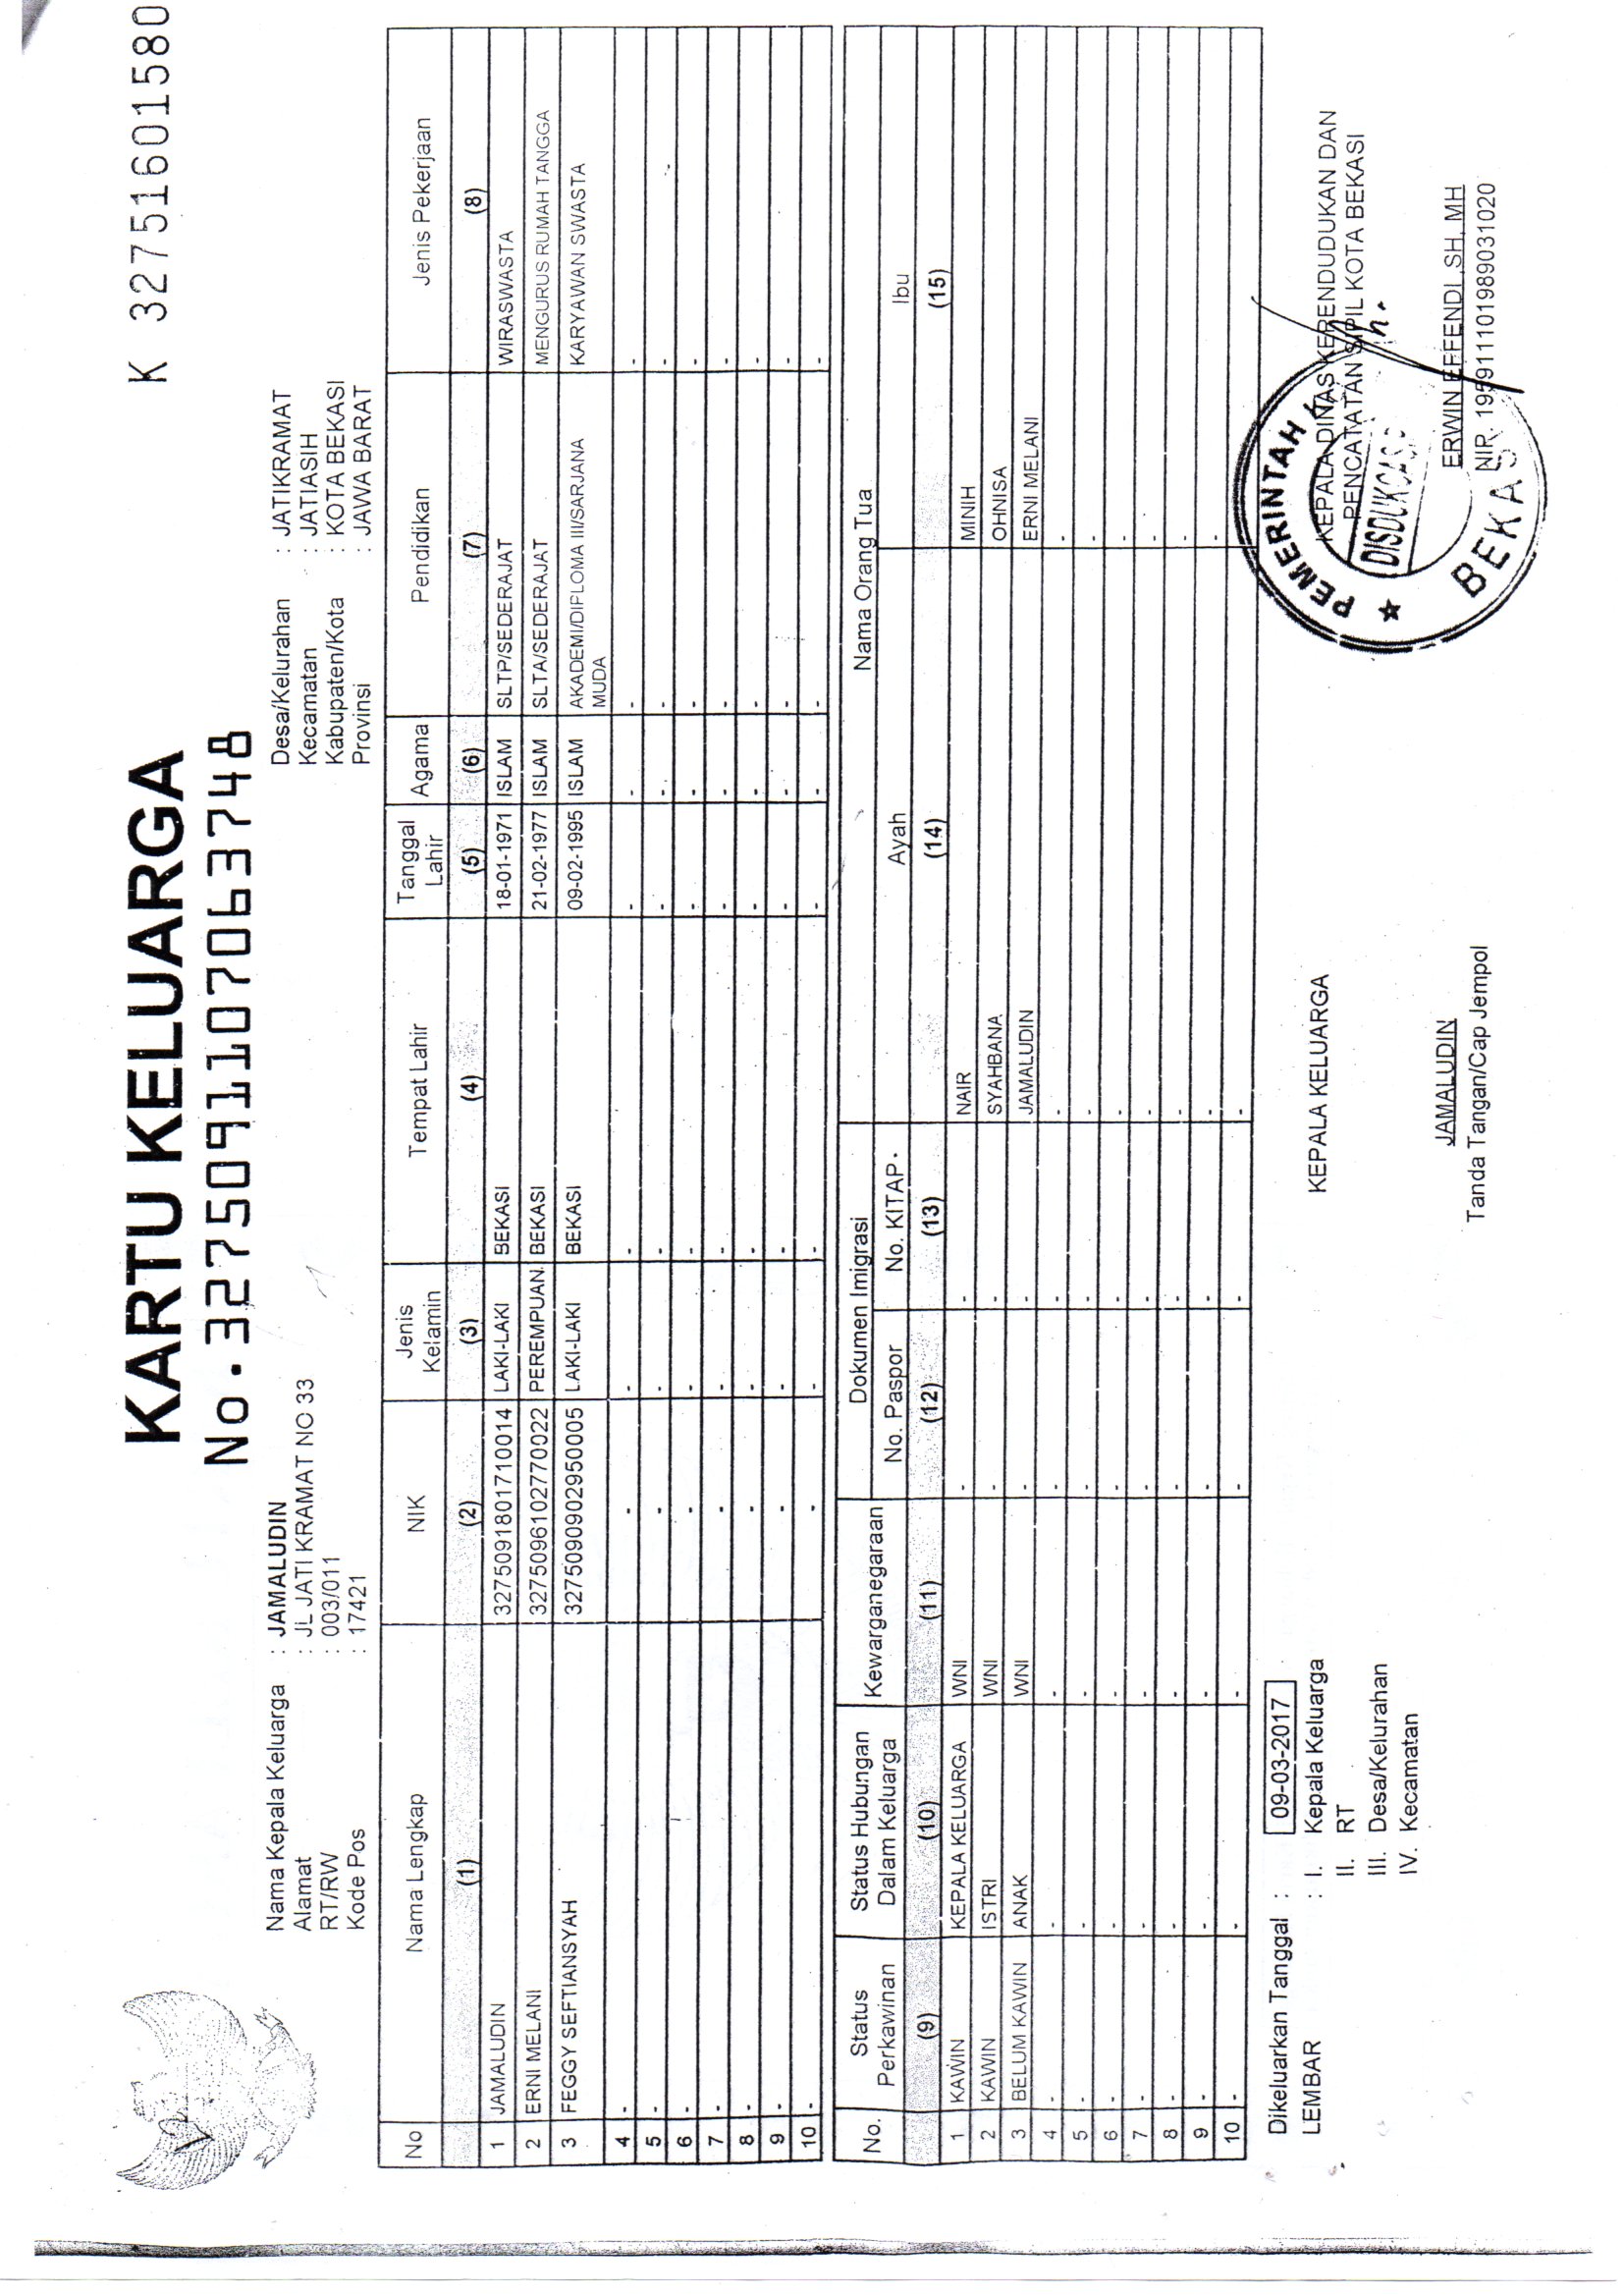 KARTU KELUARGA
K 32751601580
No. 3275091107063748
Nama Kepala Keluarga : JAMALUDIN
Alamat : JL JATI KRAMAT NO 33
RT/RW : 003/011
Kode Pos : 17421
Desa/Kelurahan : JATIKRAMAT
Kecamatan : JATIASIH
Kabupaten/Kota : KOTA BEKASI
Provinsi : JAWA BARAT
No Nama Lengkap NIK Jenis Kelamin Tempat Lahir Tanggal Lahir Agama Pendidikan Jenis Pekerjaan
(1) (2) (3) (4) (5) (6) (7) (8)
1 JAMALUDIN 3275091801710014 LAKI-LAKI BEKASI 18-01-1971 ISLAM SLTP/SEDERAJAT WIRASWASTA
2 ERNI MELANI 3275096102770022 PEREMPUAN BEKASI 21-02-1977 ISLAM SLTA/SEDERAJAT MENGURUS RUMAH TANGGA
3 FEGGY SEFTIANSYAH 3275090902950005 LAKI-LAKI BEKASI 09-02-1995 ISLAM AKADEMI/DIPLOMA III/SARJANA MUDA KARYAWAN SWASTA
4 - - - - - - - -
5 - - - - - - - -
6 - - - - - - - -
7 - - - - - - - -
8 - - - - - - - -
9 - - - - - - - -
10 - - - - - - - -
No. Status Perkawinan Status Hubungan Dalam Keluarga Kewarganegaraan Dokumen Imigrasi Nama Orang Tua
No. Paspor No. KITAP Ayah Ibu
(9) (10) (11) (12) (13) (14) (15)
1 KAWIN KEPALA KELUARGA WNI - - NAIR MINIH
2 KAWIN ISTRI WNI - - SYAHBANA OHNISA
3 BELUM KAWIN ANAK WNI - - JAMALUDIN ERNI MELANI
4 - - - - - - -
5 - - - - - - -
6 - - - - - - -
7 - - - - - - -
8 - - - - - - -
9 - - - - - - -
10 - - - - - - -
Dikeluarkan Tanggal : 09-03-2017
LEMBAR : I. Kepala Keluarga
II. RT
III. Desa/Kelurahan
IV. Kecamatan
KEPALA KELUARGA
JAMALUDIN
Tanda Tangan/Cap Jempol
KEPALA DINAS KEPENDUDUKAN DAN
PENCATATAN SIPIL KOTA BEKASI
ERWIN EFFENDI ,SH, MH
NIP. 195911101989031020
PEMERINTAH
BEKASI